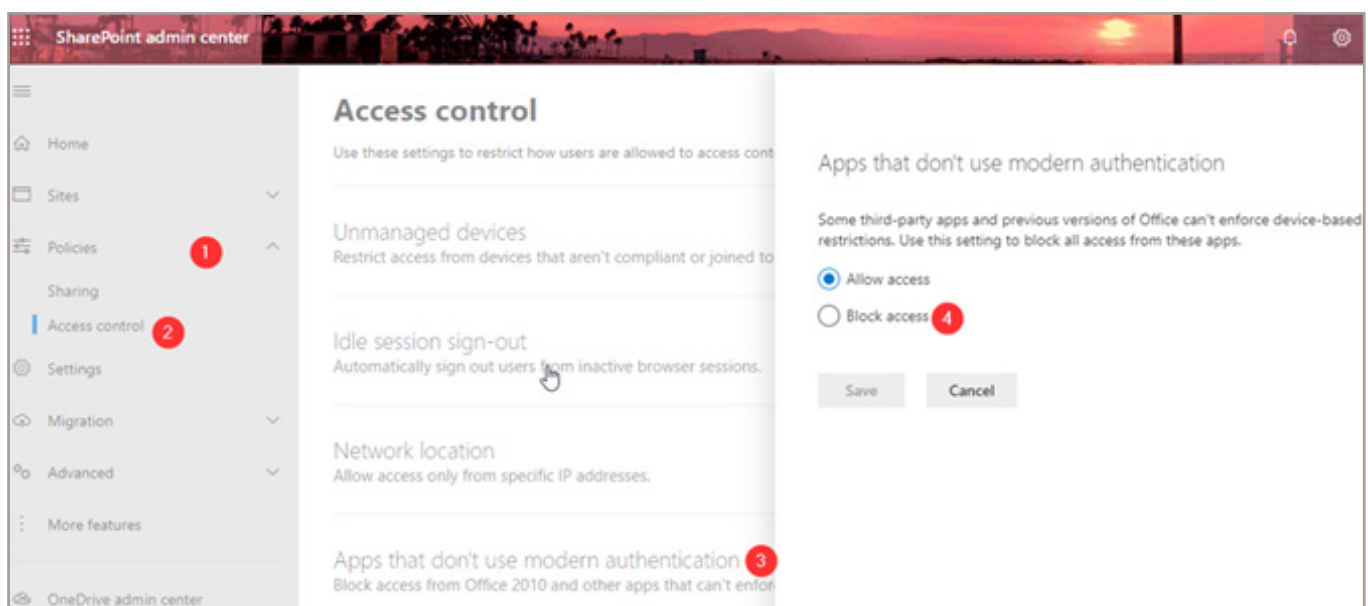 SharePoint admin center
Home
Sites
Policies 1
Sharing
Access control 2
Settings
Migration
Advanced
More features
OneDrive admin center
Access control
Use these settings to restrict how users are allowed to access cont
Unmanaged devices
Restrict access from devices that aren't compliant or joined to
Idle session sign-out
Automatically sign out users from inactive browser sessions.
Network location
Allow access only from specific IP addresses.
Apps that don't use modern authentication 3
Block access from Office 2010 and other apps that can't enfor
Apps that don't use modern authentication
Some third-party apps and previous versions of Office can't enforce device-based
restrictions. Use this setting to block all access from these apps.
Allow access
Block access 4
Save Cancel